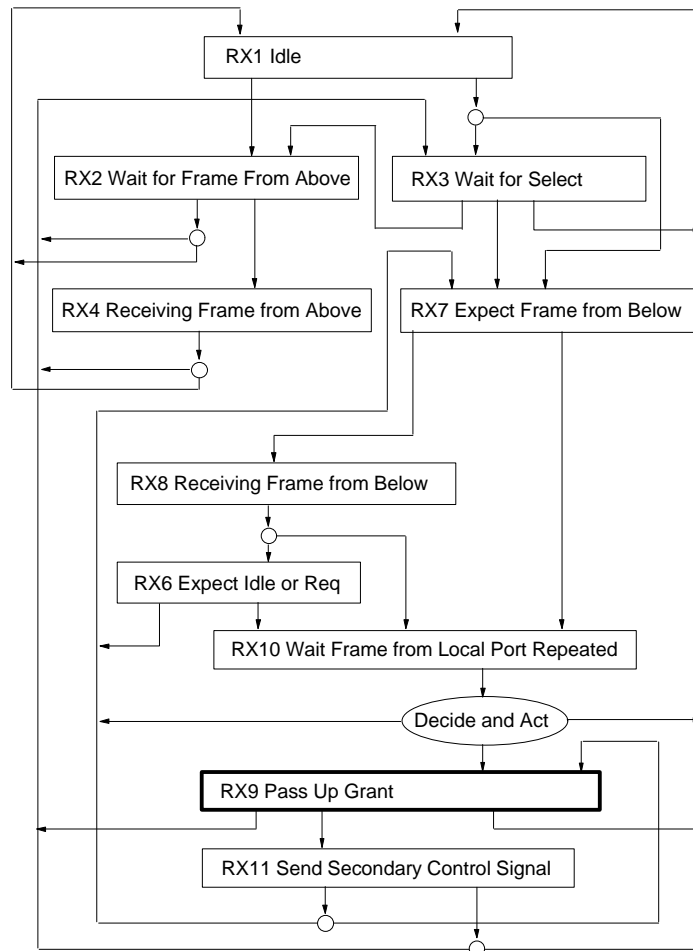 RX1 Idle
RX2 Wait for Frame From Above
RX3 Wait for Select
RX4 Receiving Frame from Above
RX7 Expect Frame from Below
RX8 Receiving Frame from Below
RX6 Expect Idle or Req
RX10 Wait Frame from Local Port Repeated
Decide and Act
RX9 Pass Up Grant
RX11 Send Secondary Control Signal